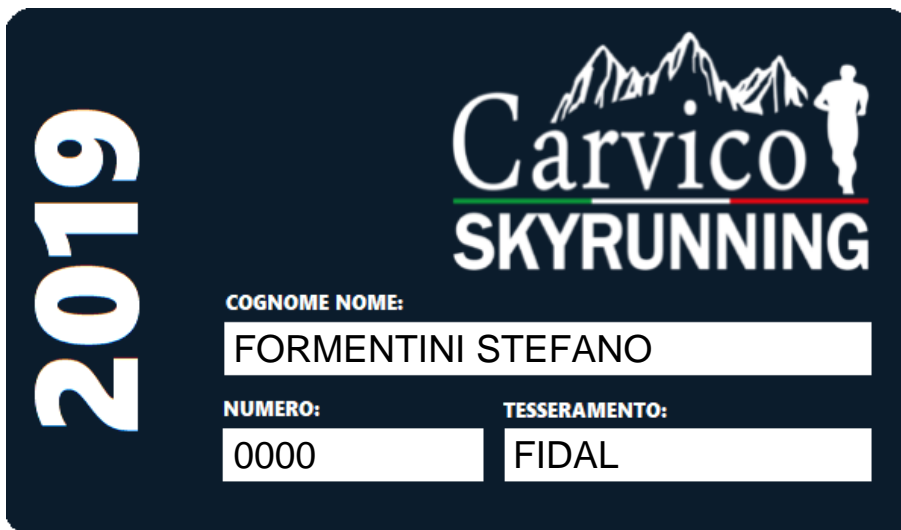 2019
Carvico
SKYRUNNING
COGNOME NOME:
FORMENTINI STEFANO
NUMERO:
TESSERAMENTO:
0000
FIDAL